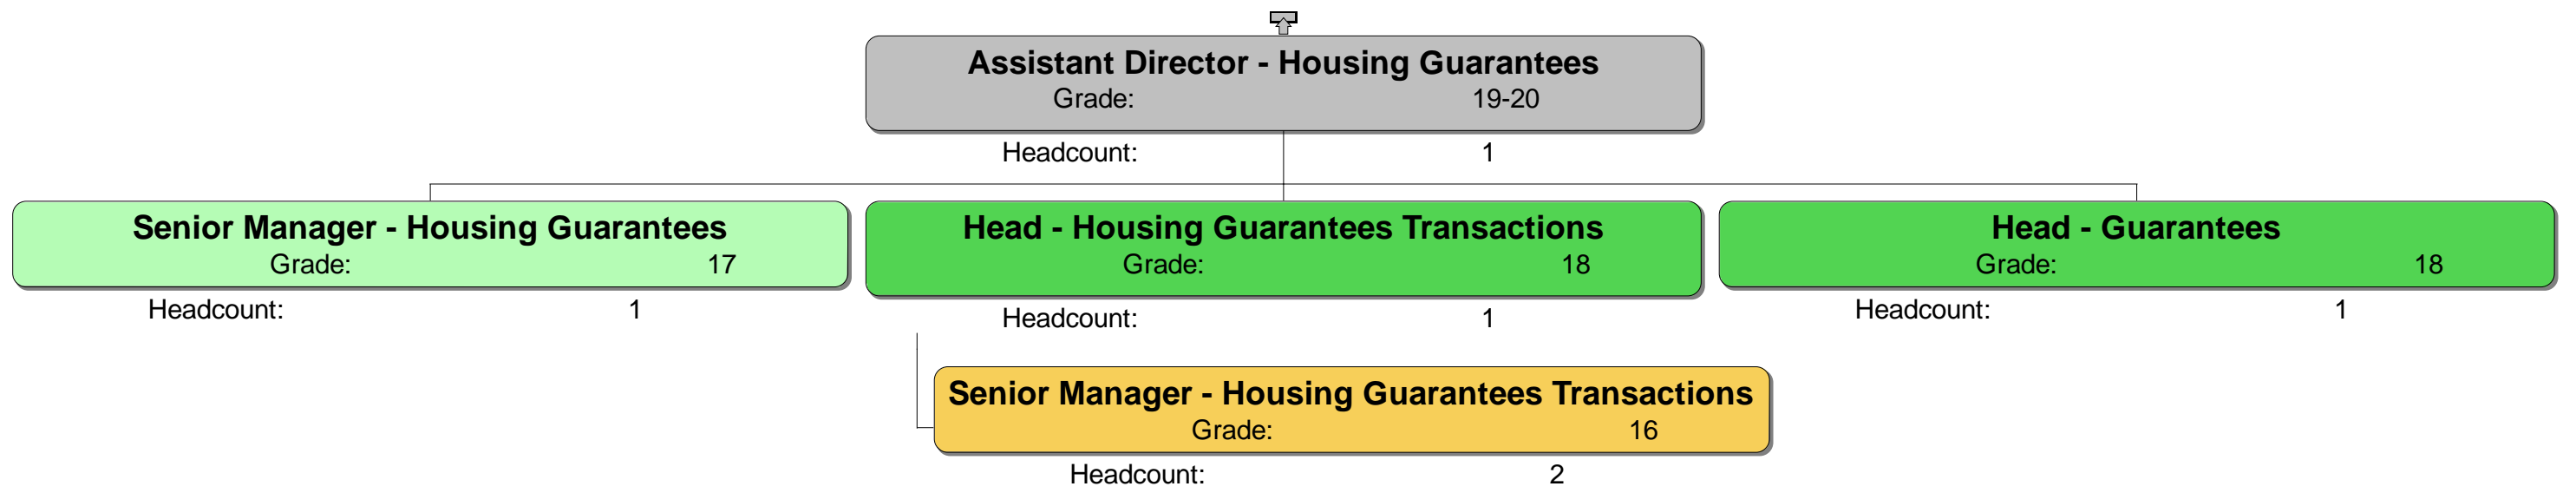 Assistant Director - Housing Guarantees
Grade: 19-20
Headcount: 1
Senior Manager - Housing Guarantees
Grade: 17
Headcount: 1
Head - Housing Guarantees Transactions
Grade: 18
Headcount: 1
Head - Guarantees
Grade: 18
Headcount: 1
Senior Manager - Housing Guarantees Transactions
Grade: 16
Headcount: 2